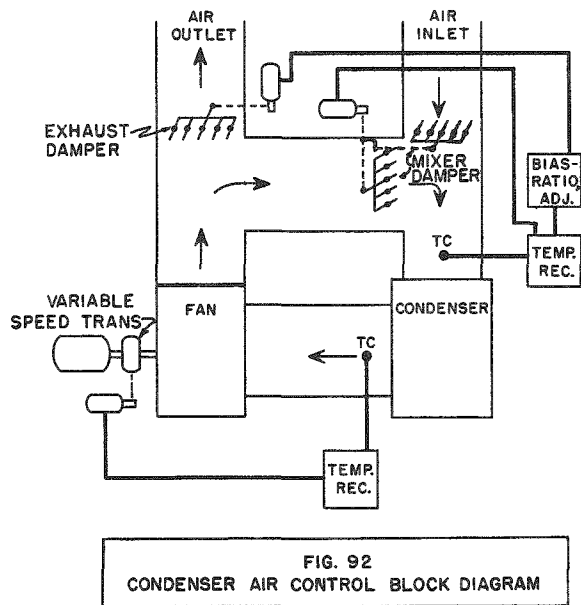 AIR
OUTLET
AIR
INLET
EXHAUST
DAMPER
MIXER
DAMPER
BIAS-
RATIO
ADJ.
TC
TEMP.
REC.
VARIABLE
SPEED TRANS
FAN
CONDENSER
TC
TEMP.
REC.
FIG. 92
CONDENSER AIR CONTROL BLOCK DIAGRAM